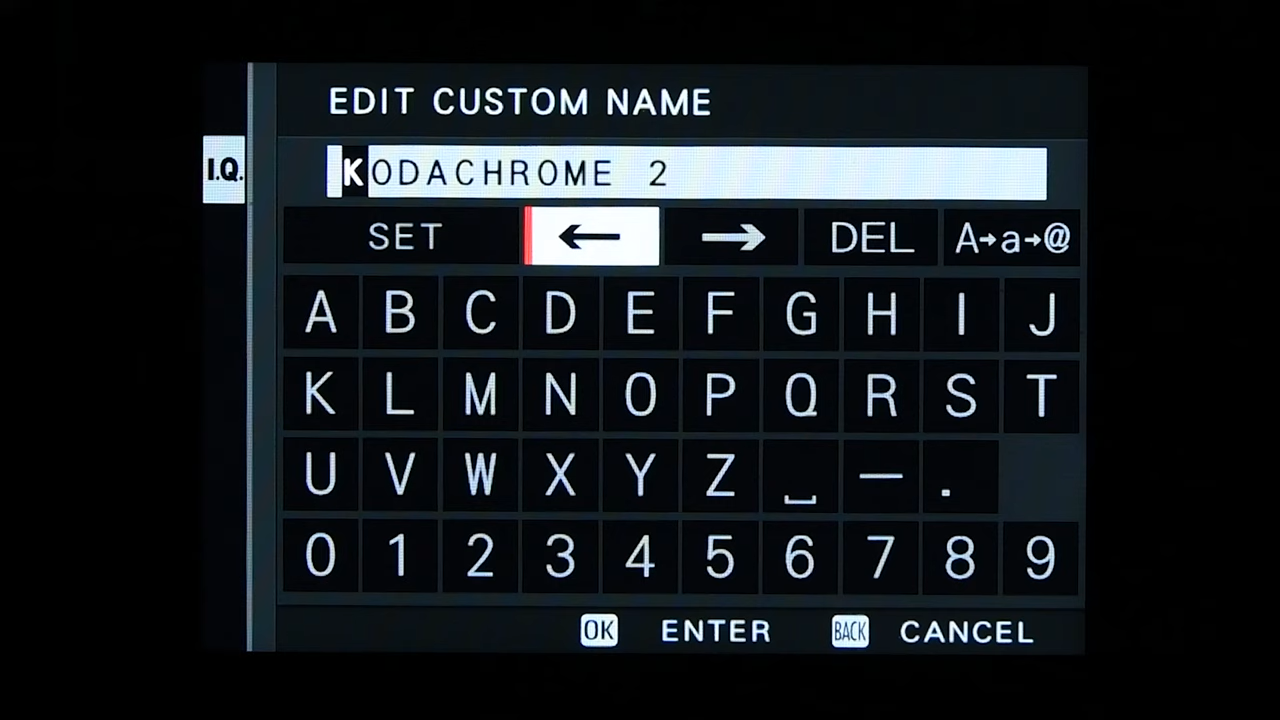 EDIT CUSTOM NAME
I.Q.
KODACHROME 2
SET ← → DEL A→a→@
A B C D E F G H I J
K L M N O P Q R S T
U V W X Y Z ⎵ — .
0 1 2 3 4 5 6 7 8 9
OK ENTER BACK CANCEL